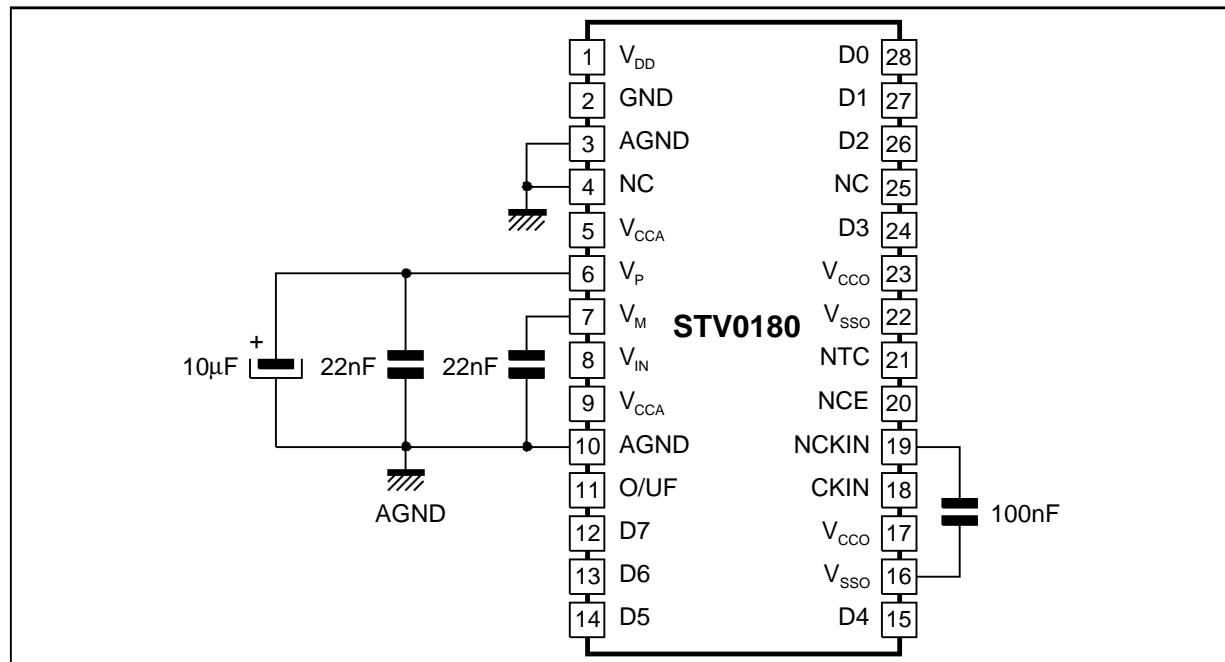 1 VDD D0 28
2 GND D1 27
3 AGND D2 26
4 NC NC 25
5 VCCA D3 24
6 VP VCCO 23
7 VM STV0180 VSSO 22
+
10µF 22nF 22nF 8 VIN NTC 21
9 VCCA NCE 20
10 AGND NCKIN 19
11 O/UF CKIN 18
AGND 100nF
12 D7 VCCO 17
13 D6 VSSO 16
14 D5 D4 15